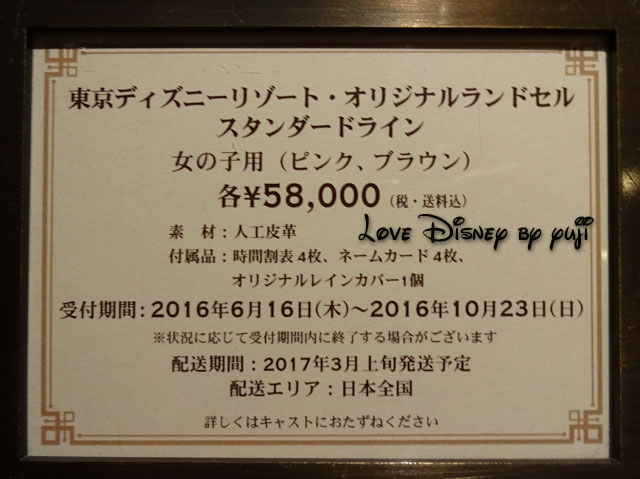 東京ディズニーリゾート・オリジナルランドセル
スタンダードライン
女の子用（ピンク、ブラウン）
各¥58,000（税・送料込）
素　材：人工皮革
Love Disney by yuji
付属品：時間割表4枚、ネームカード4枚、
オリジナルレインカバー1個
受付期間：2016年6月16日(木)～2016年10月23日(日)
※状況に応じて受付期間内に終了する場合がございます
配送期間：2017年3月上旬発送予定
配送エリア：日本全国
詳しくはキャストにおたずねください